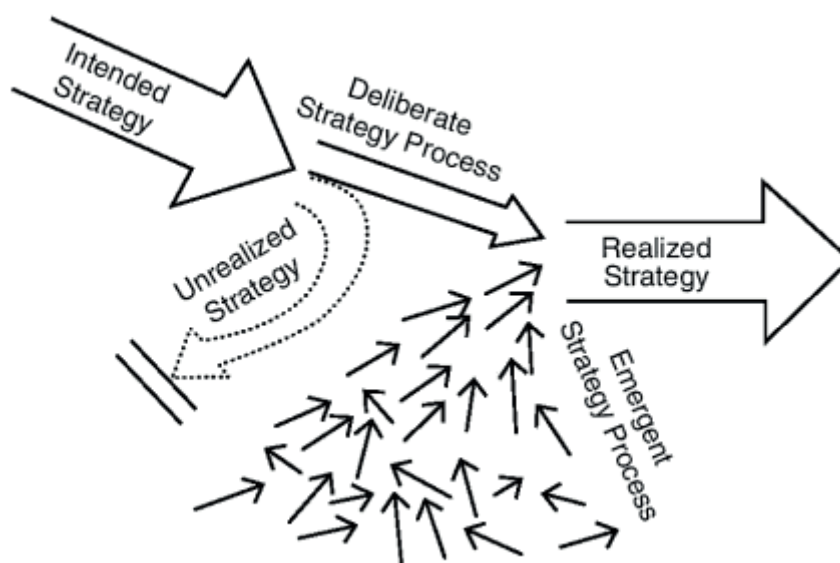 Intended
Strategy
Deliberate
Strategy Process
Unrealized
Strategy
Realized
Strategy
Emergent
Strategy Process